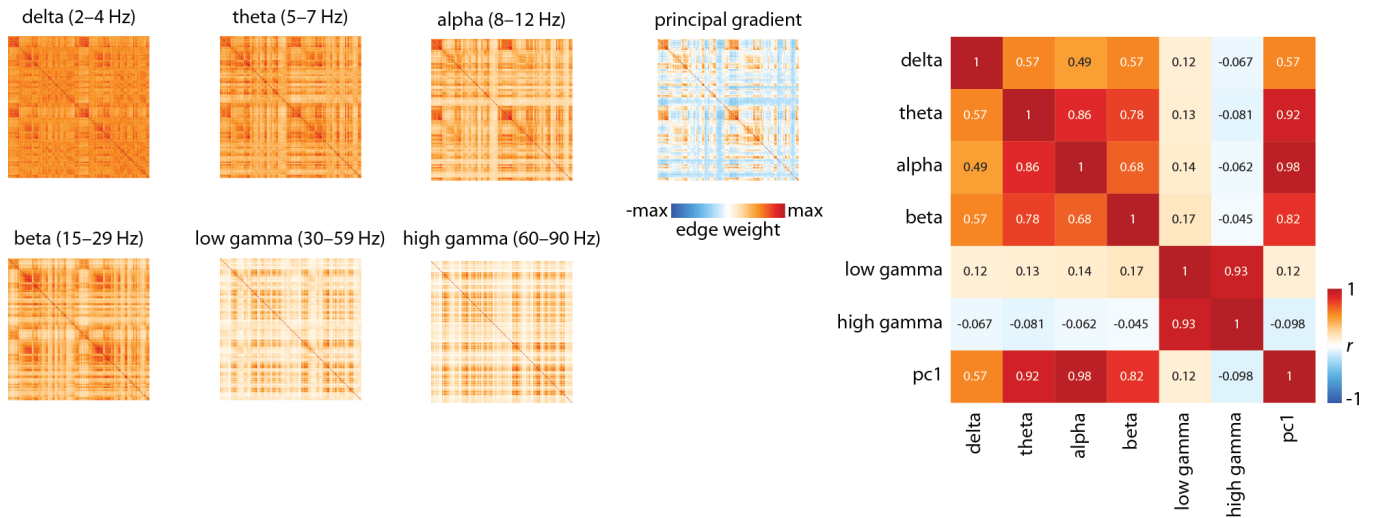 delta (2–4 Hz)
theta (5–7 Hz)
alpha (8–12 Hz)
principal gradient
-max
max
edge weight
beta (15–29 Hz)
low gamma (30–59 Hz)
high gamma (60–90 Hz)
delta 1 0.57 0.49 0.57 0.12 -0.067 0.57
theta 0.57 1 0.86 0.78 0.13 -0.081 0.92
alpha 0.49 0.86 1 0.68 0.14 -0.062 0.98
beta 0.57 0.78 0.68 1 0.17 -0.045 0.82
low gamma 0.12 0.13 0.14 0.17 1 0.93 0.12
high gamma -0.067 -0.081 -0.062 -0.045 0.93 1 -0.098
pc1 0.57 0.92 0.98 0.82 0.12 -0.098 1
delta
theta
alpha
beta
low gamma
high gamma
pc1
1
r
-1